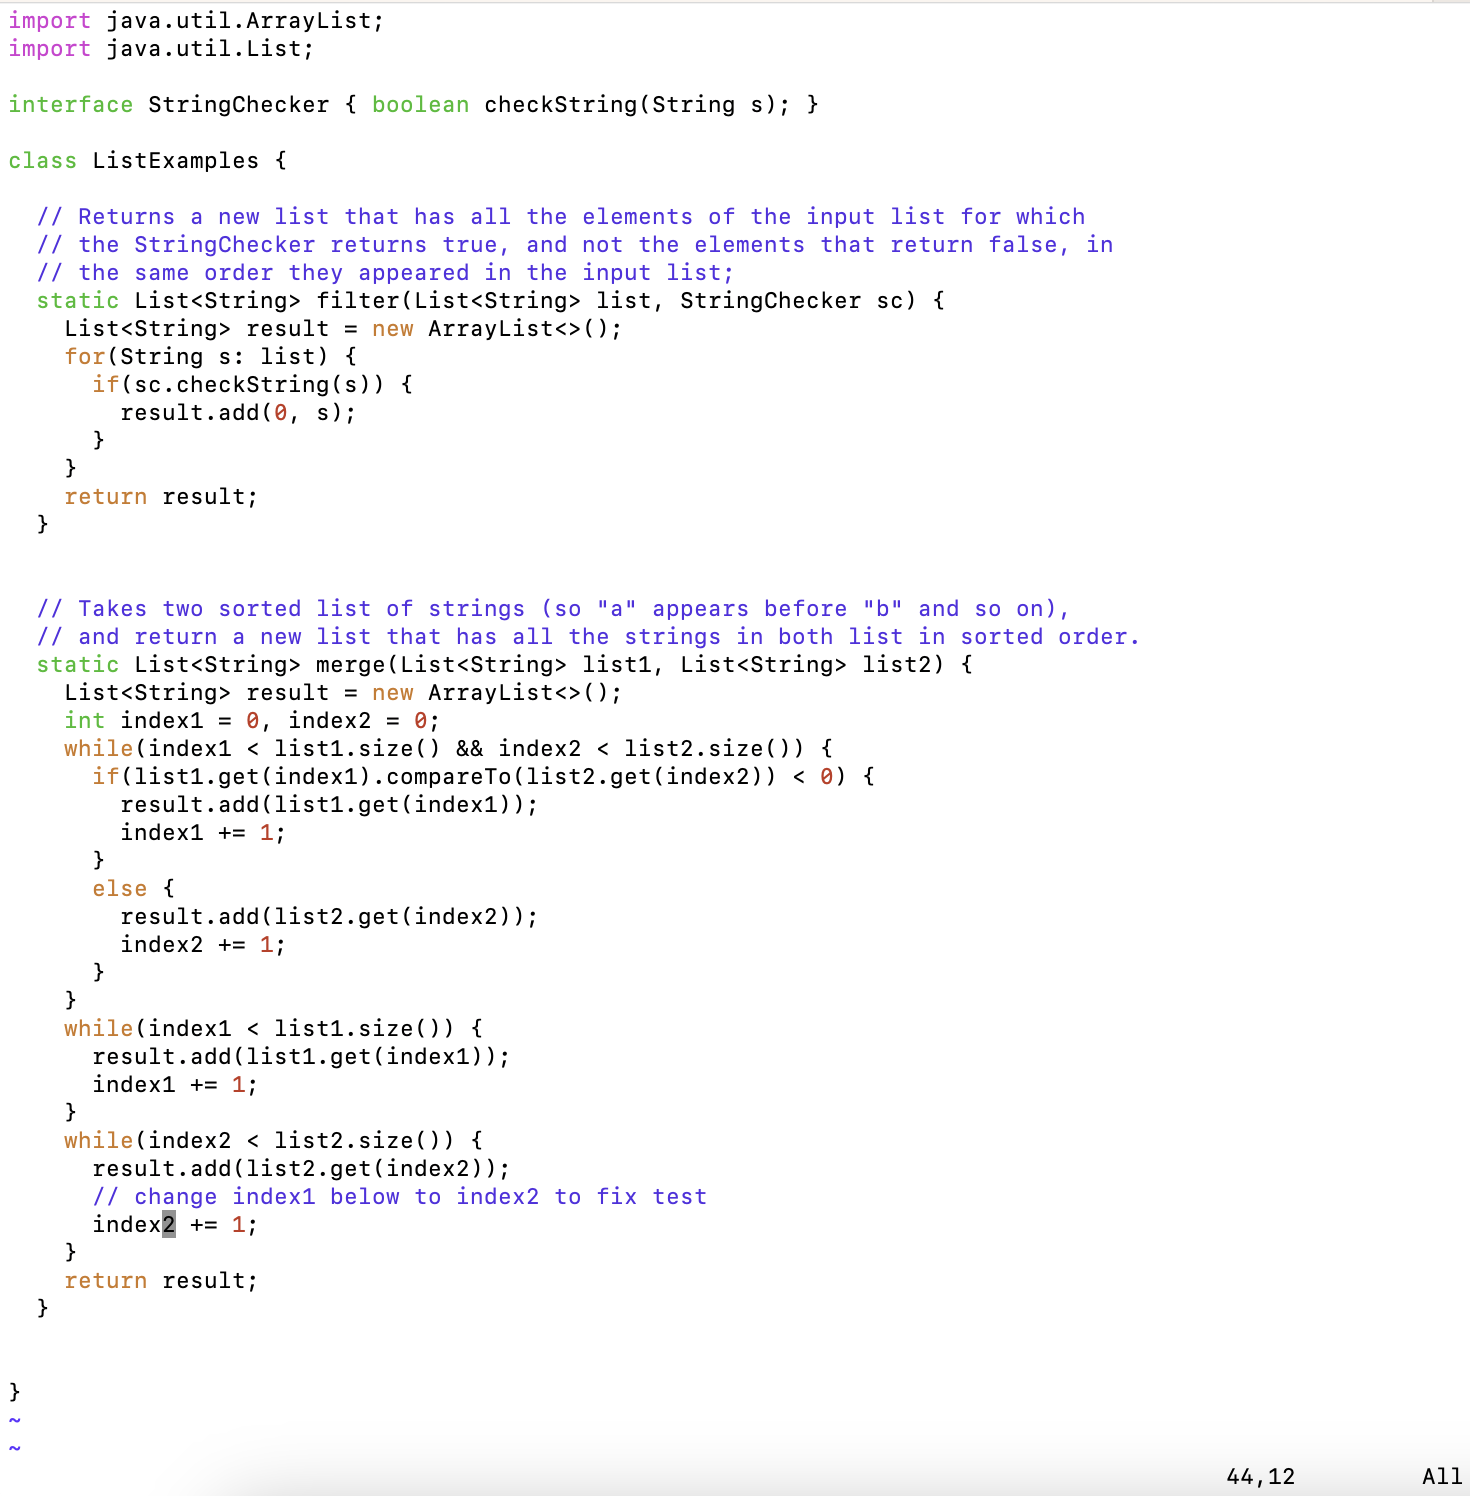 import java.util.ArrayList;
import java.util.List;

interface StringChecker { boolean checkString(String s); }

class ListExamples {

  // Returns a new list that has all the elements of the input list for which
  // the StringChecker returns true, and not the elements that return false, in
  // the same order they appeared in the input list;
  static List<String> filter(List<String> list, StringChecker sc) {
    List<String> result = new ArrayList<>();
    for(String s: list) {
      if(sc.checkString(s)) {
        result.add(0, s);
      }
    }
    return result;
  }


  // Takes two sorted list of strings (so "a" appears before "b" and so on),
  // and return a new list that has all the strings in both list in sorted order.
  static List<String> merge(List<String> list1, List<String> list2) {
    List<String> result = new ArrayList<>();
    int index1 = 0, index2 = 0;
    while(index1 < list1.size() && index2 < list2.size()) {
      if(list1.get(index1).compareTo(list2.get(index2)) < 0) {
        result.add(list1.get(index1));
        index1 += 1;
      }
      else {
        result.add(list2.get(index2));
        index2 += 1;
      }
    }
    while(index1 < list1.size()) {
      result.add(list1.get(index1));
      index1 += 1;
    }
    while(index2 < list2.size()) {
      result.add(list2.get(index2));
      // change index1 below to index2 to fix test
      index2 += 1;
    }
    return result;
  }


}
~
~
44,12 All